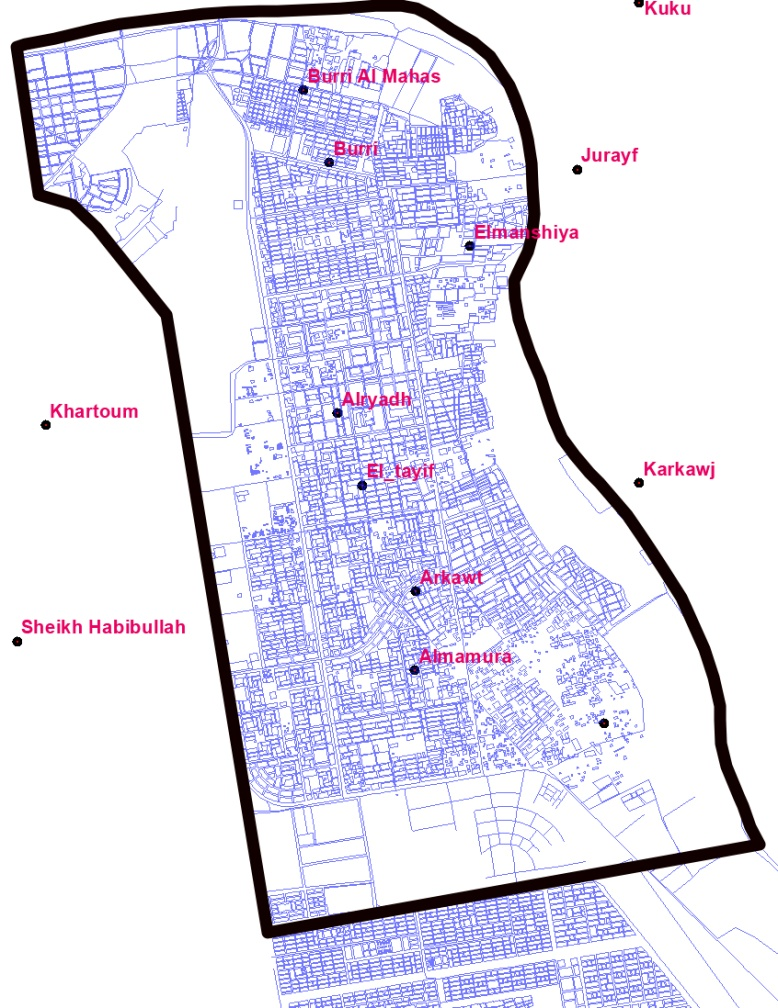 Kuku
Burri Al Mahas
Burri
Jurayf
Elmanshiya
Alryadh
Khartoum
El_tayif
Karkawj
Arkawt
Sheikh Habibullah
Almamura